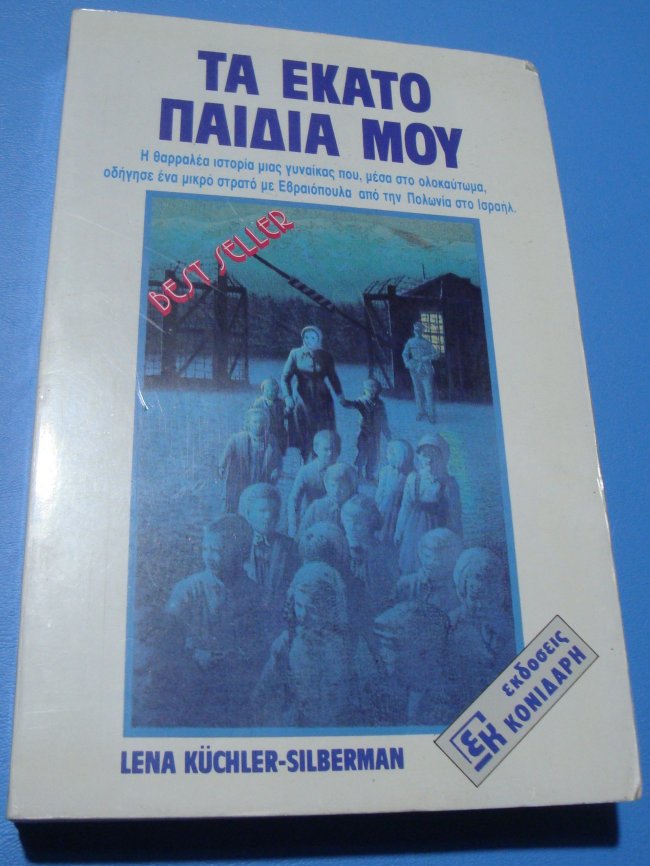 ΤΑ ΕΚΑΤΟ
ΠΑΙΔΙΑ ΜΟΥ
Η θαρραλέα ιστορία μιας γυναίκας που, μέσα στο ολοκαύτωμα,
οδήγησε ένα μικρό στρατό με Εβραιόπουλα από την Πολωνία στο Ισραήλ.
BEST SELLER
LENA KÜCHLER-SILBERMAN
ΕΚ
εκδοσεις
ΚΟΝΙΔΑΡΗ